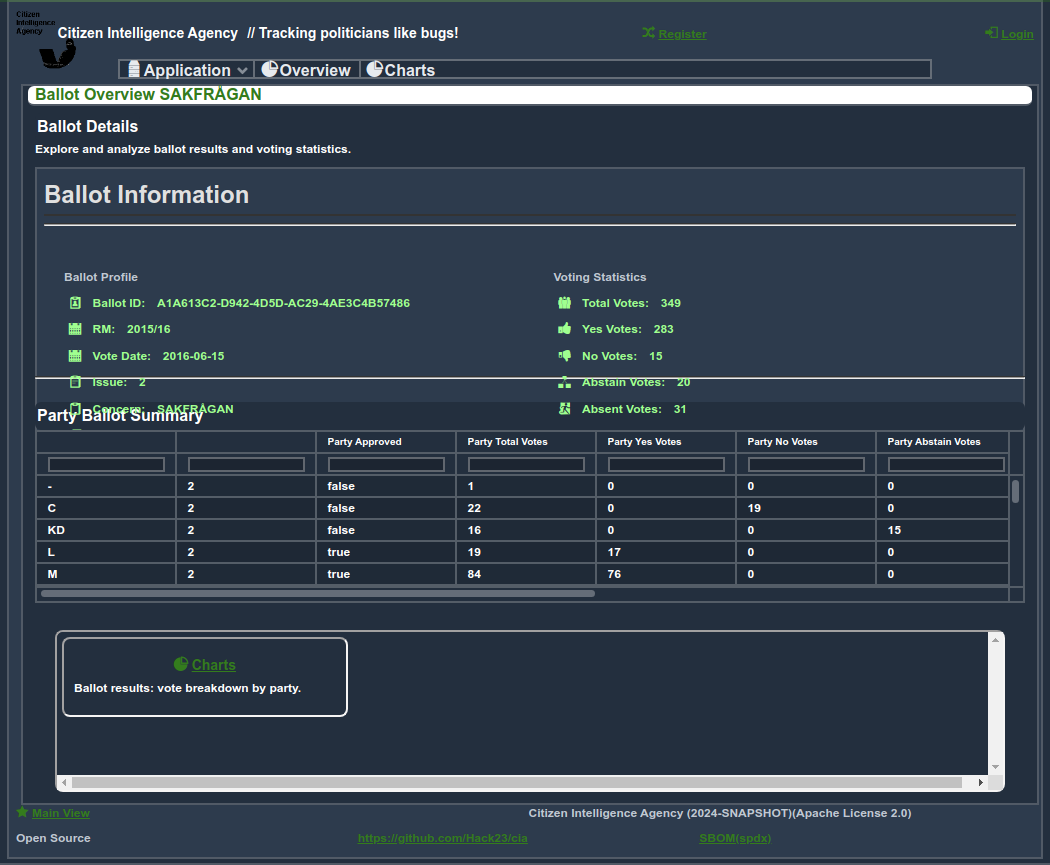 Citizen
Intelligence
Agency
Citizen Intelligence Agency // Tracking politicians like bugs!
Register
Login
Application
Overview
Charts
Ballot Overview SAKFRÅGAN
Ballot Details
Explore and analyze ballot results and voting statistics.
Ballot Information
Ballot Profile
Ballot ID: A1A613C2-D942-4D5D-AC29-4AE3C4B57486
RM: 2015/16
Vote Date: 2016-06-15
Issue: 2
Concern: SAKFRÅGAN
Voting Statistics
Total Votes: 349
Yes Votes: 283
No Votes: 15
Abstain Votes: 20
Absent Votes: 31
Party Ballot Summary
Party Approved Party Total Votes Party Yes Votes Party No Votes Party Abstain Votes
- 2 false 1 0 0 0
C 2 false 22 0 19 0
KD 2 false 16 0 0 15
L 2 true 19 17 0 0
M 2 true 84 76 0 0
Charts
Ballot results: vote breakdown by party.
Main View
Citizen Intelligence Agency (2024-SNAPSHOT)(Apache License 2.0)
Open Source
https://github.com/Hack23/cia
SBOM(spdx)